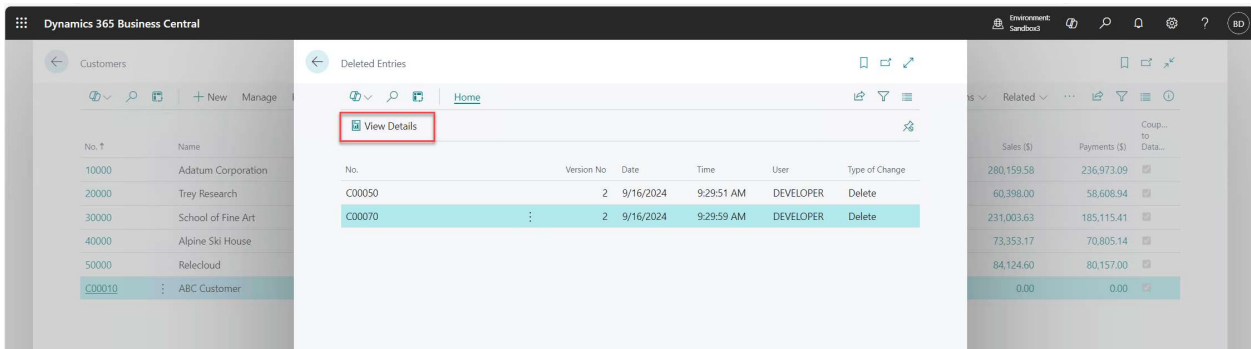 Dynamics 365 Business Central
Environment:
Sandbox3
BD
Customers
+ New Manage
No. ↑ Name
10000 Adatum Corporation
20000 Trey Research
30000 School of Fine Art
40000 Alpine Ski House
50000 Relecloud
C00010 ABC Customer
Deleted Entries
Home
View Details
No. Version No Date Time User Type of Change
C00050 2 9/16/2024 9:29:51 AM DEVELOPER Delete
C00070 2 9/16/2024 9:29:59 AM DEVELOPER Delete
Related
Coup...
to
Sales ($) Payments ($) Data...
280,159.58 236,973.09
60,398.00 58,608.94
231,003.63 185,115.41
73,353.17 70,805.14
84,124.60 80,157.00
0.00 0.00